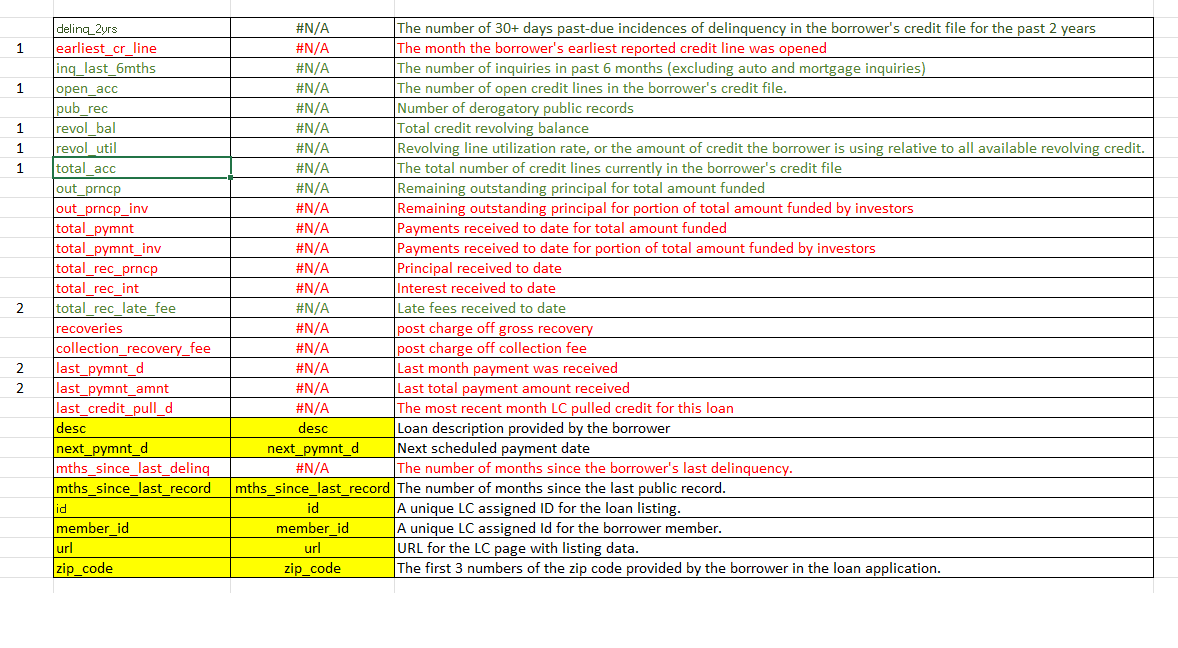 delinq_2yrs #N/A The number of 30+ days past-due incidences of delinquency in the borrower's credit file for the past 2 years
1 earliest_cr_line #N/A The month the borrower's earliest reported credit line was opened
inq_last_6mths #N/A The number of inquiries in past 6 months (excluding auto and mortgage inquiries)
1 open_acc #N/A The number of open credit lines in the borrower's credit file.
pub_rec #N/A Number of derogatory public records
1 revol_bal #N/A Total credit revolving balance
1 revol_util #N/A Revolving line utilization rate, or the amount of credit the borrower is using relative to all available revolving credit.
1 total_acc #N/A The total number of credit lines currently in the borrower's credit file
out_prncp #N/A Remaining outstanding principal for total amount funded
out_prncp_inv #N/A Remaining outstanding principal for portion of total amount funded by investors
total_pymnt #N/A Payments received to date for total amount funded
total_pymnt_inv #N/A Payments received to date for portion of total amount funded by investors
total_rec_prncp #N/A Principal received to date
total_rec_int #N/A Interest received to date
2 total_rec_late_fee #N/A Late fees received to date
recoveries #N/A post charge off gross recovery
collection_recovery_fee #N/A post charge off collection fee
2 last_pymnt_d #N/A Last month payment was received
2 last_pymnt_amnt #N/A Last total payment amount received
last_credit_pull_d #N/A The most recent month LC pulled credit for this loan
desc desc Loan description provided by the borrower
next_pymnt_d next_pymnt_d Next scheduled payment date
mths_since_last_delinq #N/A The number of months since the borrower's last delinquency.
mths_since_last_record mths_since_last_record The number of months since the last public record.
id id A unique LC assigned ID for the loan listing.
member_id member_id A unique LC assigned Id for the borrower member.
url url URL for the LC page with listing data.
zip_code zip_code The first 3 numbers of the zip code provided by the borrower in the loan application.